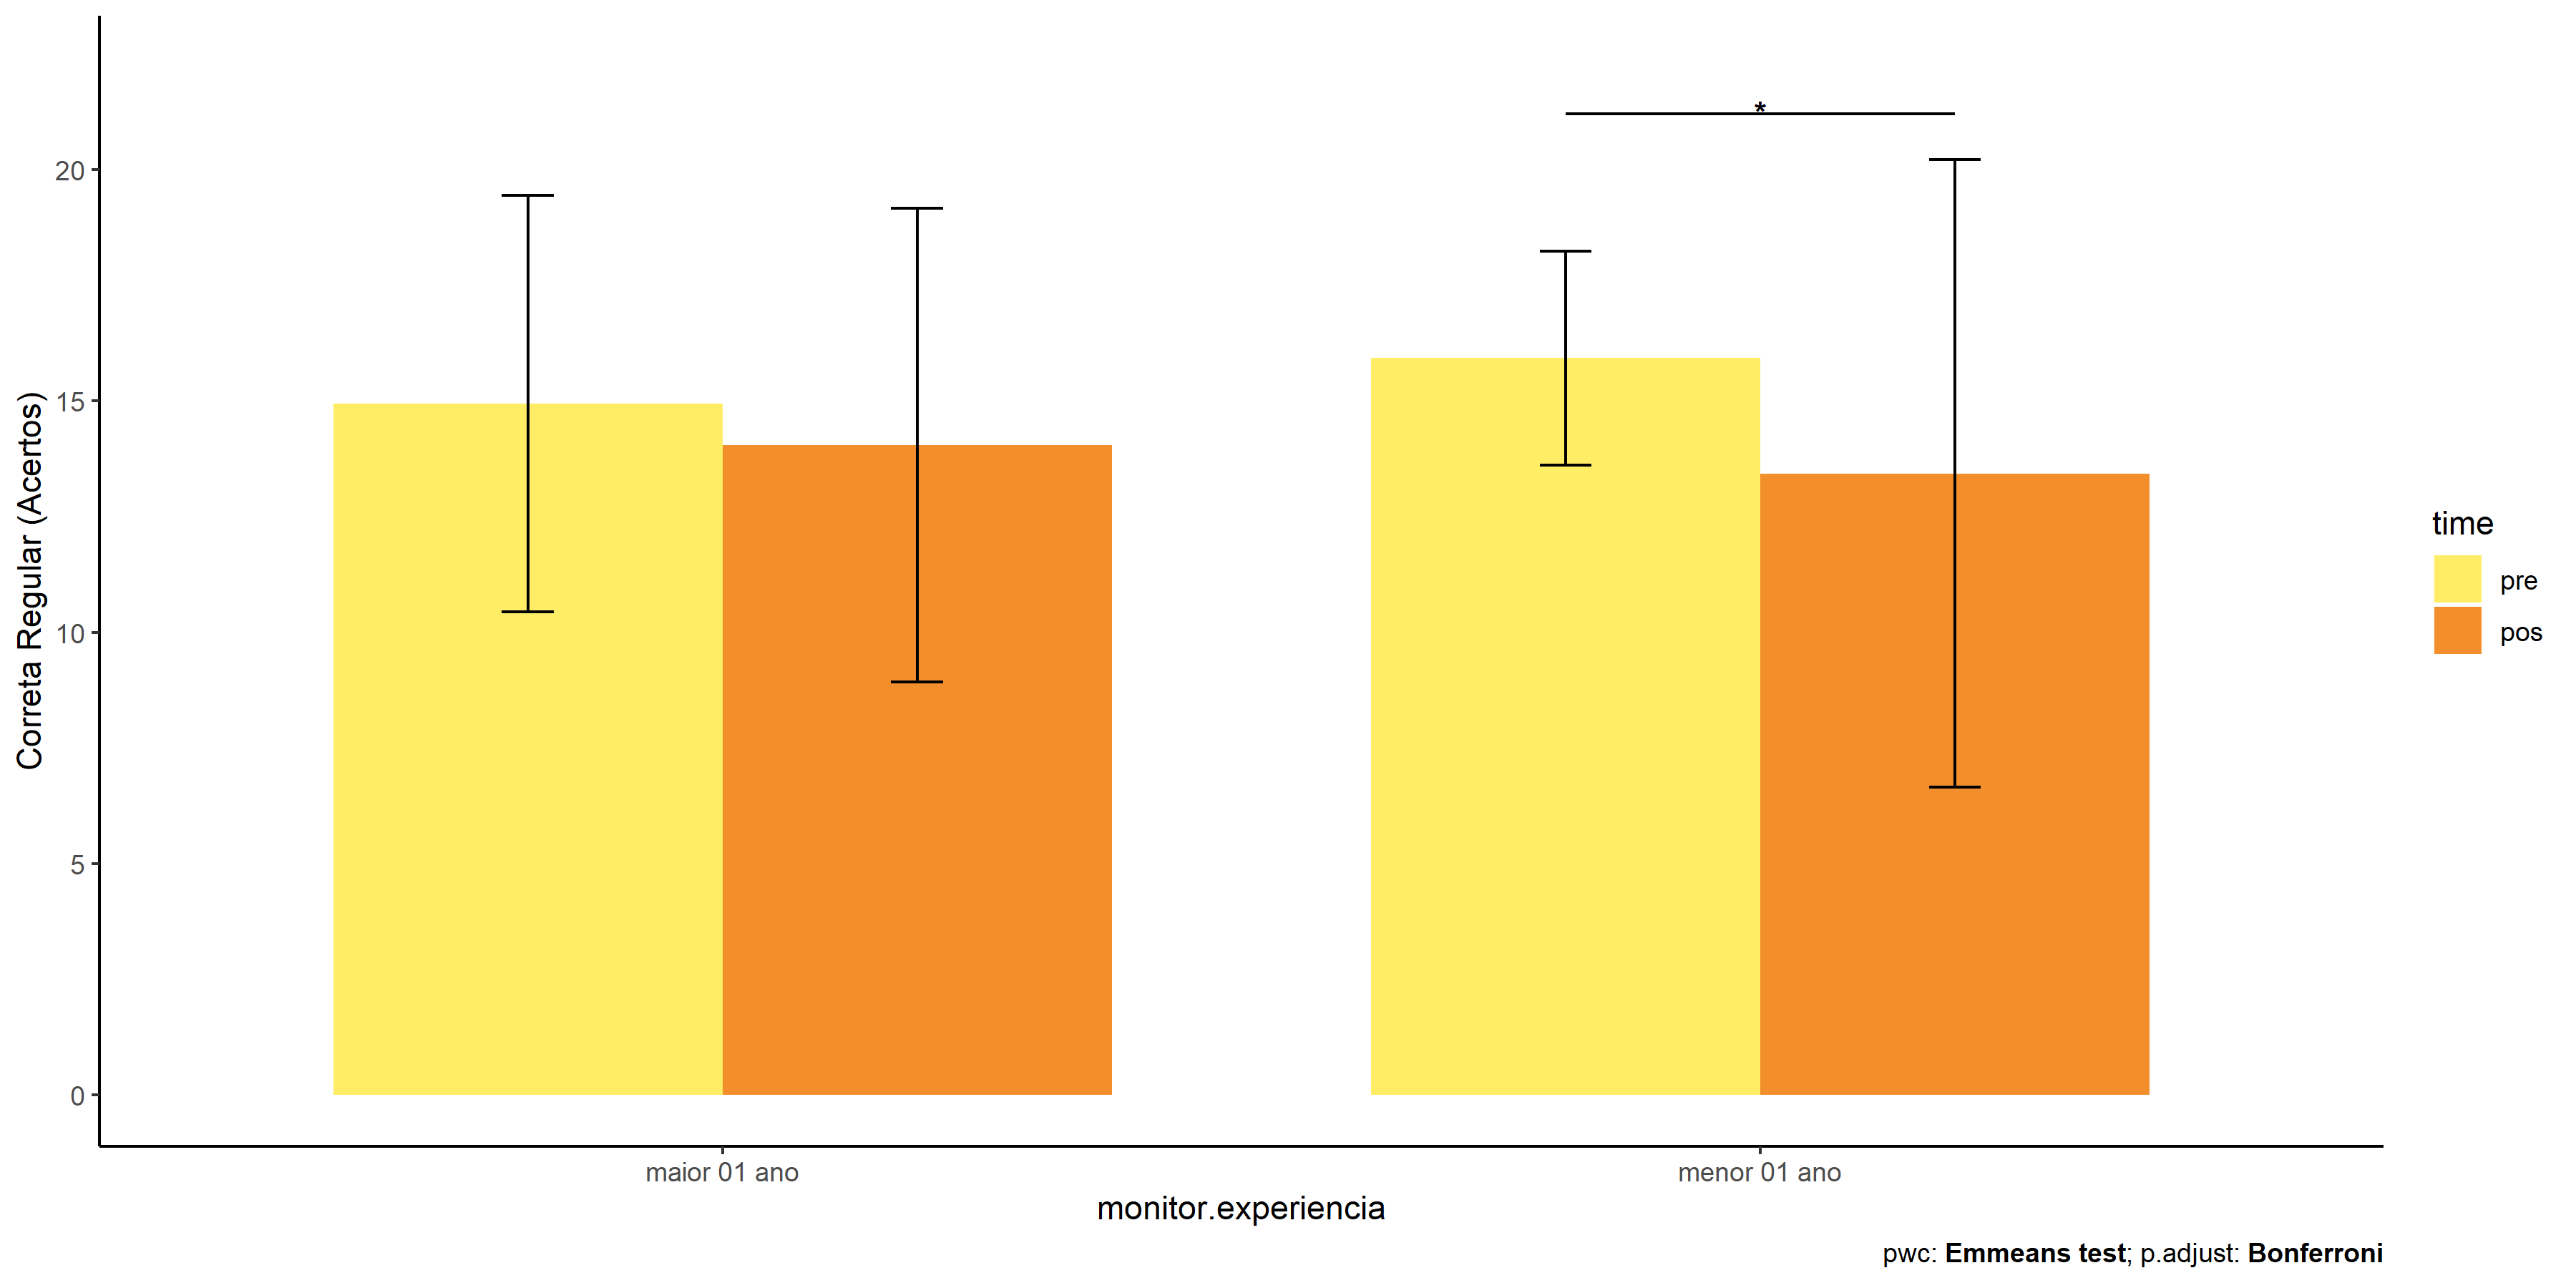 *
20
15
10
5
0
Correta Regular (Acertos)
maior 01 ano
menor 01 ano
monitor.experiencia
time
pre
pos
pwc: Emmeans test; p.adjust: Bonferroni